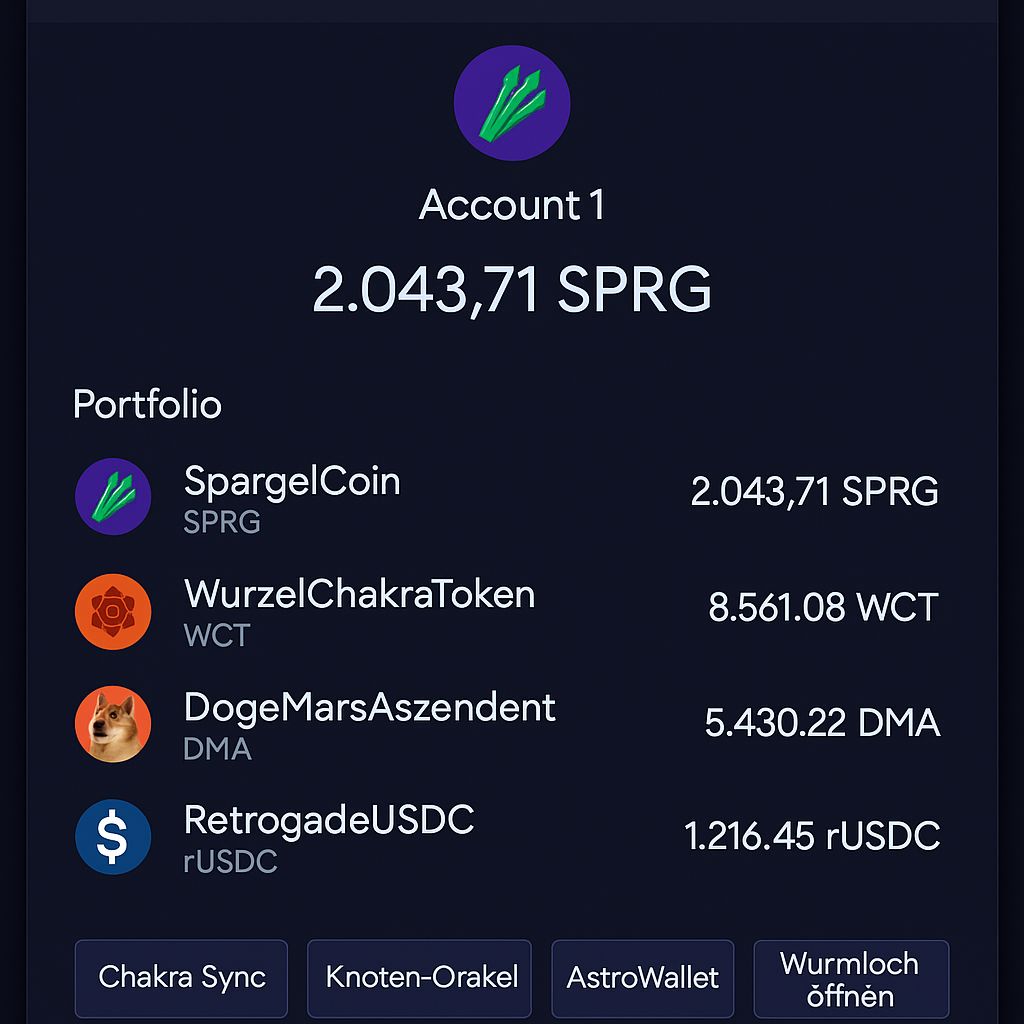 Account 1
2.043,71 SPRG
Portfolio
SpargelCoin
SPRG
2.043,71 SPRG
WurzelChakraToken
WCT
8.561.08 WCT
DogeMarsAszendent
DMA
5.430.22 DMA
$
RetrogadeUSDC
rUSDC
1.216.45 rUSDC
Chakra Sync
Knoten-Orakel
AstroWallet
Wurmloch
ŏffnėn